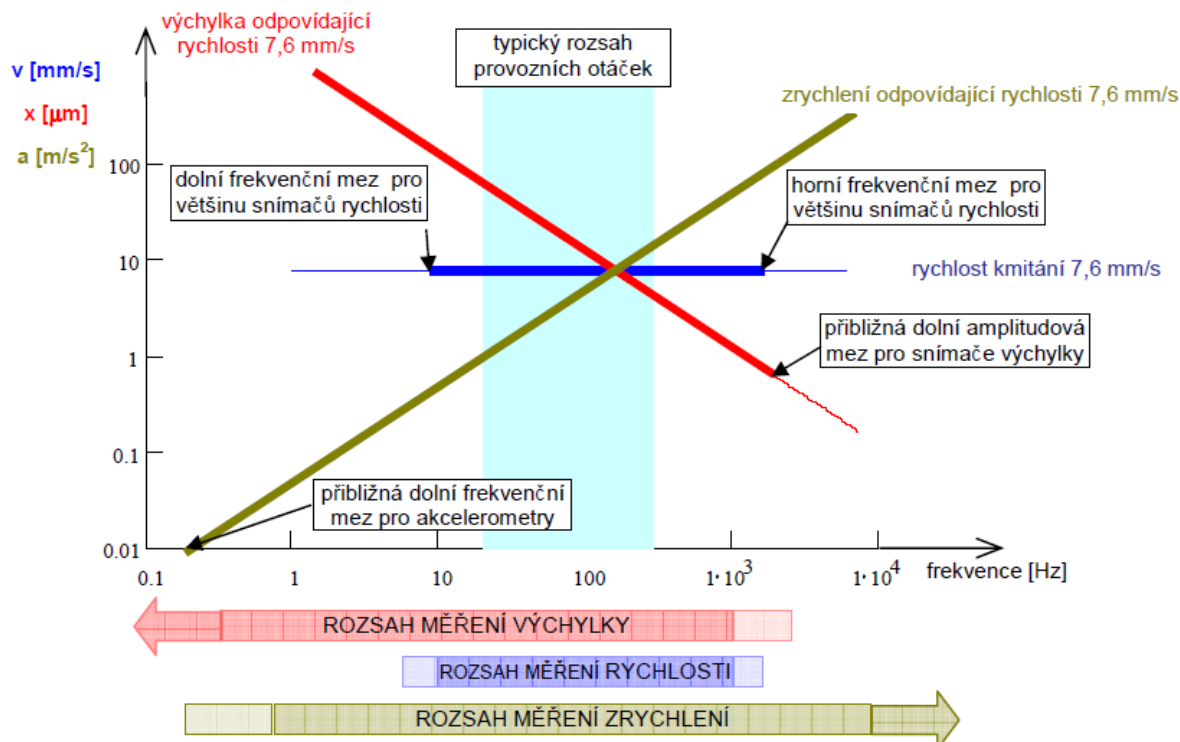 výchylka odpovídající
rychlosti 7,6 mm/s
typický rozsah
provozních otáček
v [mm/s]
x [μm]
a [m/s²]
zrychlení odpovídající rychlosti 7,6 mm/s
100
dolní frekvenční mez pro
většinu snímačů rychlosti
horní frekvenční mez pro
většinu snímačů rychlosti
10
rychlost kmitání 7,6 mm/s
1
přibližná dolní amplitudová
mez pro snímače výchylky
0.1
přibližná dolní frekvenční
mez pro akcelerometry
0.01
0.1 1 10 100 1·10³ 1·10⁴ frekvence [Hz]
ROZSAH MĚŘENÍ VÝCHYLKY
ROZSAH MĚŘENÍ RYCHLOSTI
ROZSAH MĚŘENÍ ZRYCHLENÍ